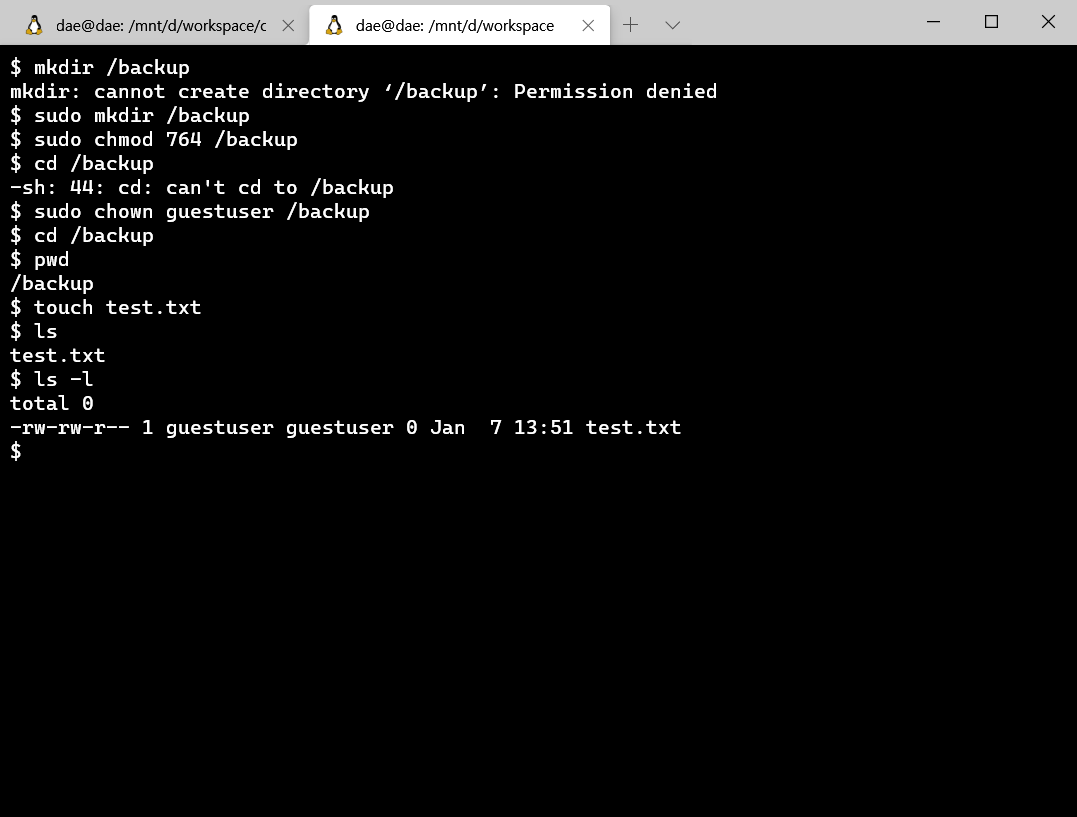 dae@dae: /mnt/d/workspace/c
dae@dae: /mnt/d/workspace
$ mkdir /backup
mkdir: cannot create directory ‘/backup’: Permission denied
$ sudo mkdir /backup
$ sudo chmod 764 /backup
$ cd /backup
-sh: 44: cd: can't cd to /backup
$ sudo chown guestuser /backup
$ cd /backup
$ pwd
/backup
$ touch test.txt
$ ls
test.txt
$ ls -l
total 0
-rw-rw-r-- 1 guestuser guestuser 0 Jan  7 13:51 test.txt
$